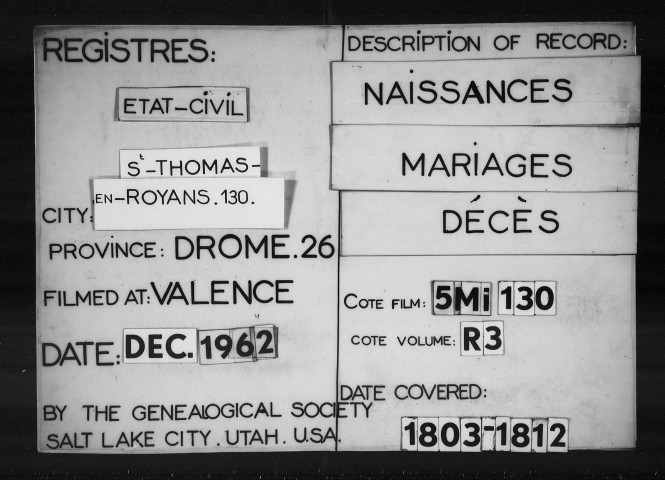 REGISTRES:
ETAT-CIVIL
St-THOMAS-
EN-ROYANS.130.
CITY:
PROVINCE: DROME.26
FILMED AT: VALENCE
DATE: DEC. 1962
BY THE GENEALOGICAL SOCIETY
SALT LAKE CITY. UTAH. U.S.A.
DESCRIPTION OF RECORD:
NAISSANCES
MARIAGES
DÉCÈS
COTE FILM: 5Mi 130
COTE VOLUME: R3
DATE COVERED:
1803-1812